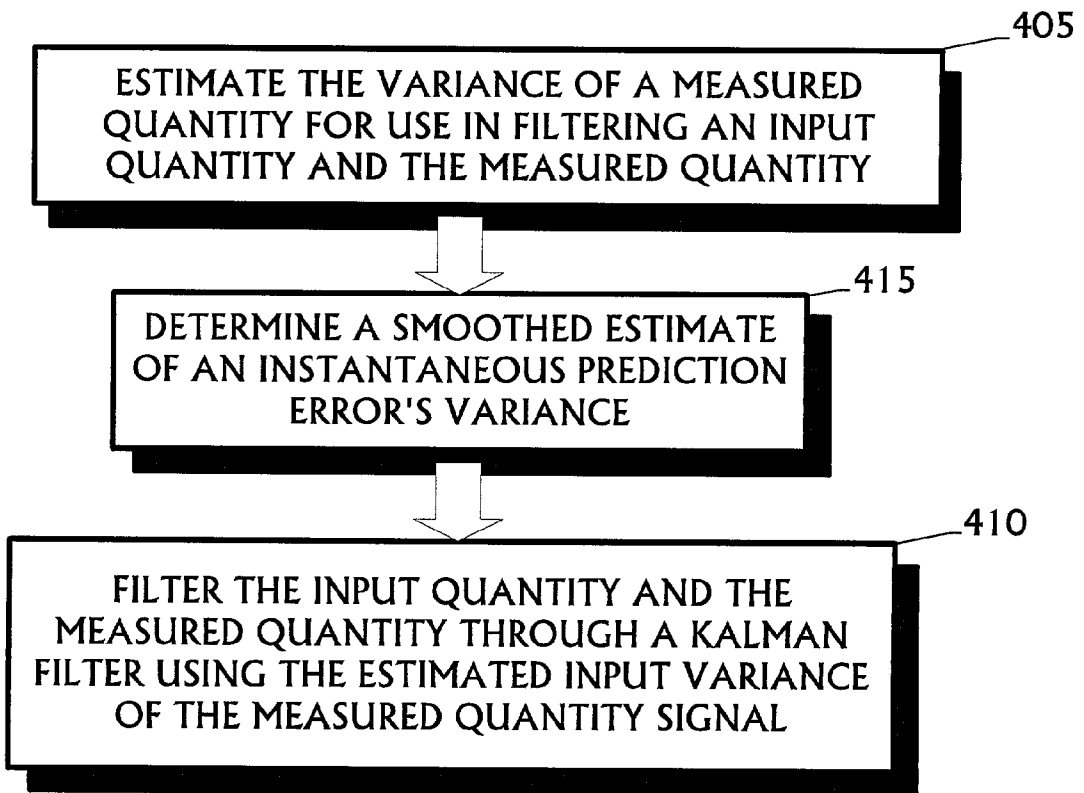 405
ESTIMATE THE VARIANCE OF A MEASURED
QUANTITY FOR USE IN FILTERING AN INPUT
QUANTITY AND THE MEASURED QUANTITY
415
DETERMINE A SMOOTHED ESTIMATE
OF AN INSTANTANEOUS PREDICTION
ERROR'S VARIANCE
410
FILTER THE INPUT QUANTITY AND THE
MEASURED QUANTITY THROUGH A KALMAN
FILTER USING THE ESTIMATED INPUT VARIANCE
OF THE MEASURED QUANTITY SIGNAL